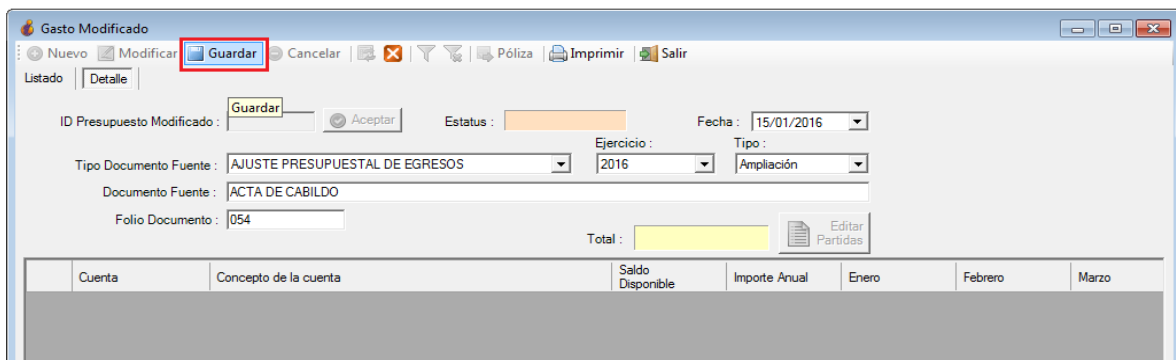 Gasto Modificado
Nuevo Modificar Guardar Cancelar Póliza Imprimir Salir
Listado Detalle
Guardar
ID Presupuesto Modificado : Aceptar Estatus : Fecha : 15/01/2016
Ejercicio : Tipo :
Tipo Documento Fuente : AJUSTE PRESUPUESTAL DE EGRESOS 2016 Ampliación
Documento Fuente : ACTA DE CABILDO
Folio Documento : 054
Total : Editar Partidas
Cuenta Concepto de la cuenta Saldo Disponible Importe Anual Enero Febrero Marzo